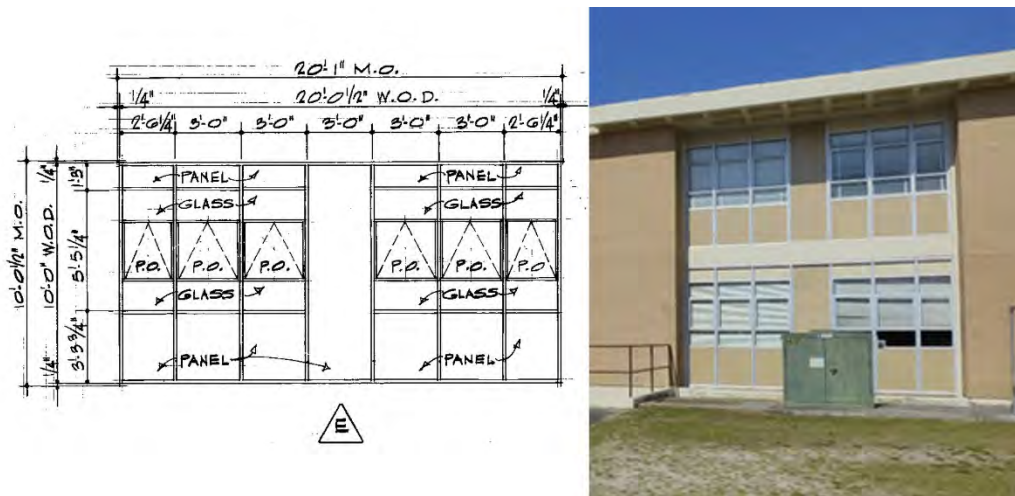 20'-1" M.O.
1/4" 20'-0 1/2" W.O.D. 1/4"
2'-6 1/4" 3'-0" 3'-0" 3'-0" 3'-0" 3'-0" 2'-6 1/4"
10'-0 1/2" M.O.
1/4" 10'-0" W.O.D. 1/4"
1'-3" 5'-5 1/4" 3'-3 3/4"
PANEL PANEL
GLASS GLASS
P.O. P.O. P.O. P.O. P.O. P.O
GLASS GLASS
PANEL PANEL
E